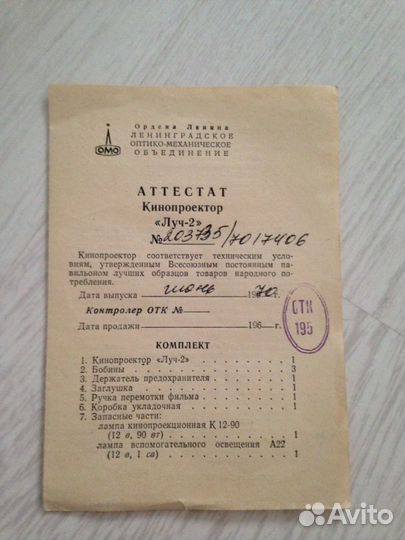 Ордена Ленина
ЛЕНИНГРАДСКОЕ
ОПТИКО-МЕХАНИЧЕСКОЕ
ОБЪЕДИНЕНИЕ
ЛОМО
АТТЕСТАТ
Кинопроектор
«Луч-2»
№ 203735/7017406
Кинопроектор соответствует техническим усло-
виям, утвержденным Всесоюзным постоянным па-
вильоном лучших образцов товаров народного по-
требления.
Дата выпуска июнь 1970 г.
Контролер ОТК №
Дата продажи 196 г.
ОТК
195
КОМПЛЕКТ
1. Кинопроектор «Луч-2» . . . . . . . 1
2. Бобины . . . . . . . . . . . 3
3. Держатель предохранителя . . . . . . 1
4. Заглушка . . . . . . . . . . 1
5. Ручка перемотки фильма . . . . . . 1
6. Коробка укладочная . . . . . . . 1
7. Запасные части:
лампа кинопроекционная К 12-90
(12 в, 90 вт) . . . . . . . . . 1
лампа вспомогательного освещения А22
(12 в, 1 св) . . . . . . . . . 1
Avito